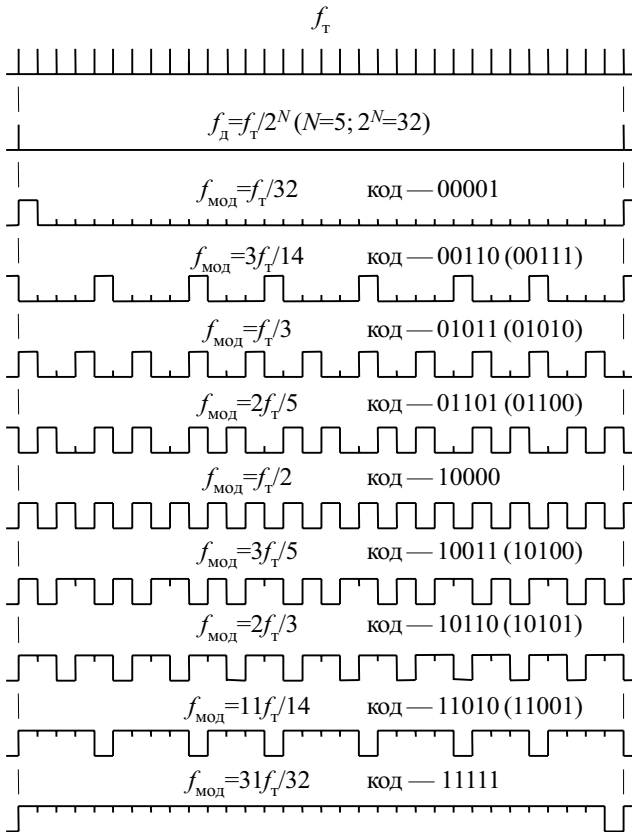 fт
fд=fт/2^N (N=5; 2^N=32)
fмод=fт/32 код — 00001
fмод=3fт/14 код — 00110 (00111)
fмод=fт/3 код — 01011 (01010)
fмод=2fт/5 код — 01101 (01100)
fмод=fт/2 код — 10000
fмод=3fт/5 код — 10011 (10100)
fмод=2fт/3 код — 10110 (10101)
fмод=11fт/14 код — 11010 (11001)
fмод=31fт/32 код — 11111